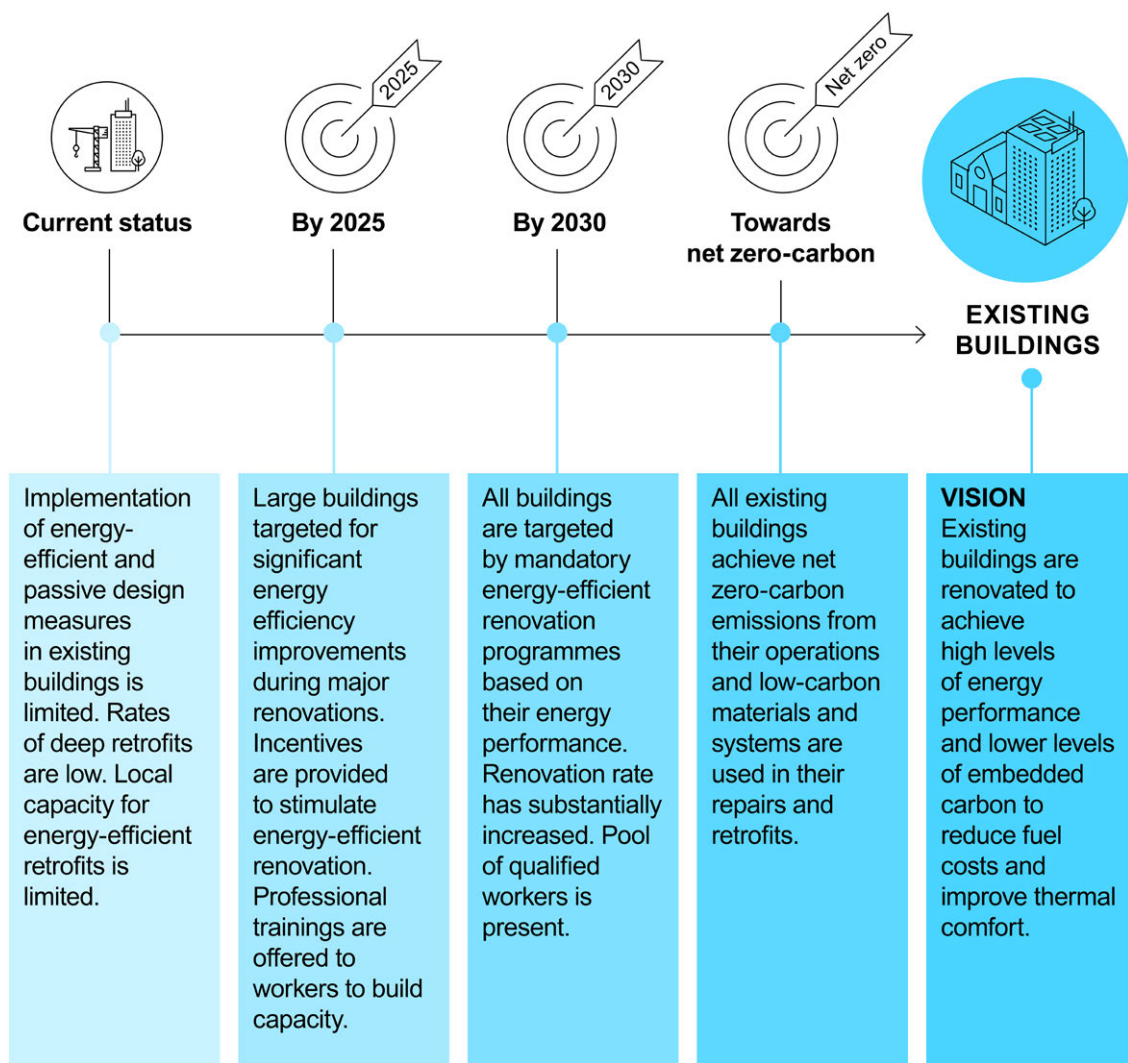 2025
2030
Net zero
Current status
By 2025
By 2030
Towards
net zero-carbon
EXISTING
BUILDINGS
Implementation
of energy-
efficient and
passive design
measures
in existing
buildings is
limited. Rates
of deep retrofits
are low. Local
capacity for
energy-efficient
retrofits is
limited.
Large buildings
targeted for
significant
energy
efficiency
improvements
during major
renovations.
Incentives
are provided
to stimulate
energy-efficient
renovation.
Professional
trainings are
offered to
workers to build
capacity.
All buildings
are targeted
by mandatory
energy-efficient
renovation
programmes
based on
their energy
performance.
Renovation rate
has substantially
increased. Pool
of qualified
workers is
present.
All existing
buildings
achieve net
zero-carbon
emissions from
their operations
and low-carbon
materials and
systems are
used in their
repairs and
retrofits.
VISION
Existing
buildings are
renovated to
achieve
high levels
of energy
performance
and lower levels
of embedded
carbon to
reduce fuel
costs and
improve thermal
comfort.